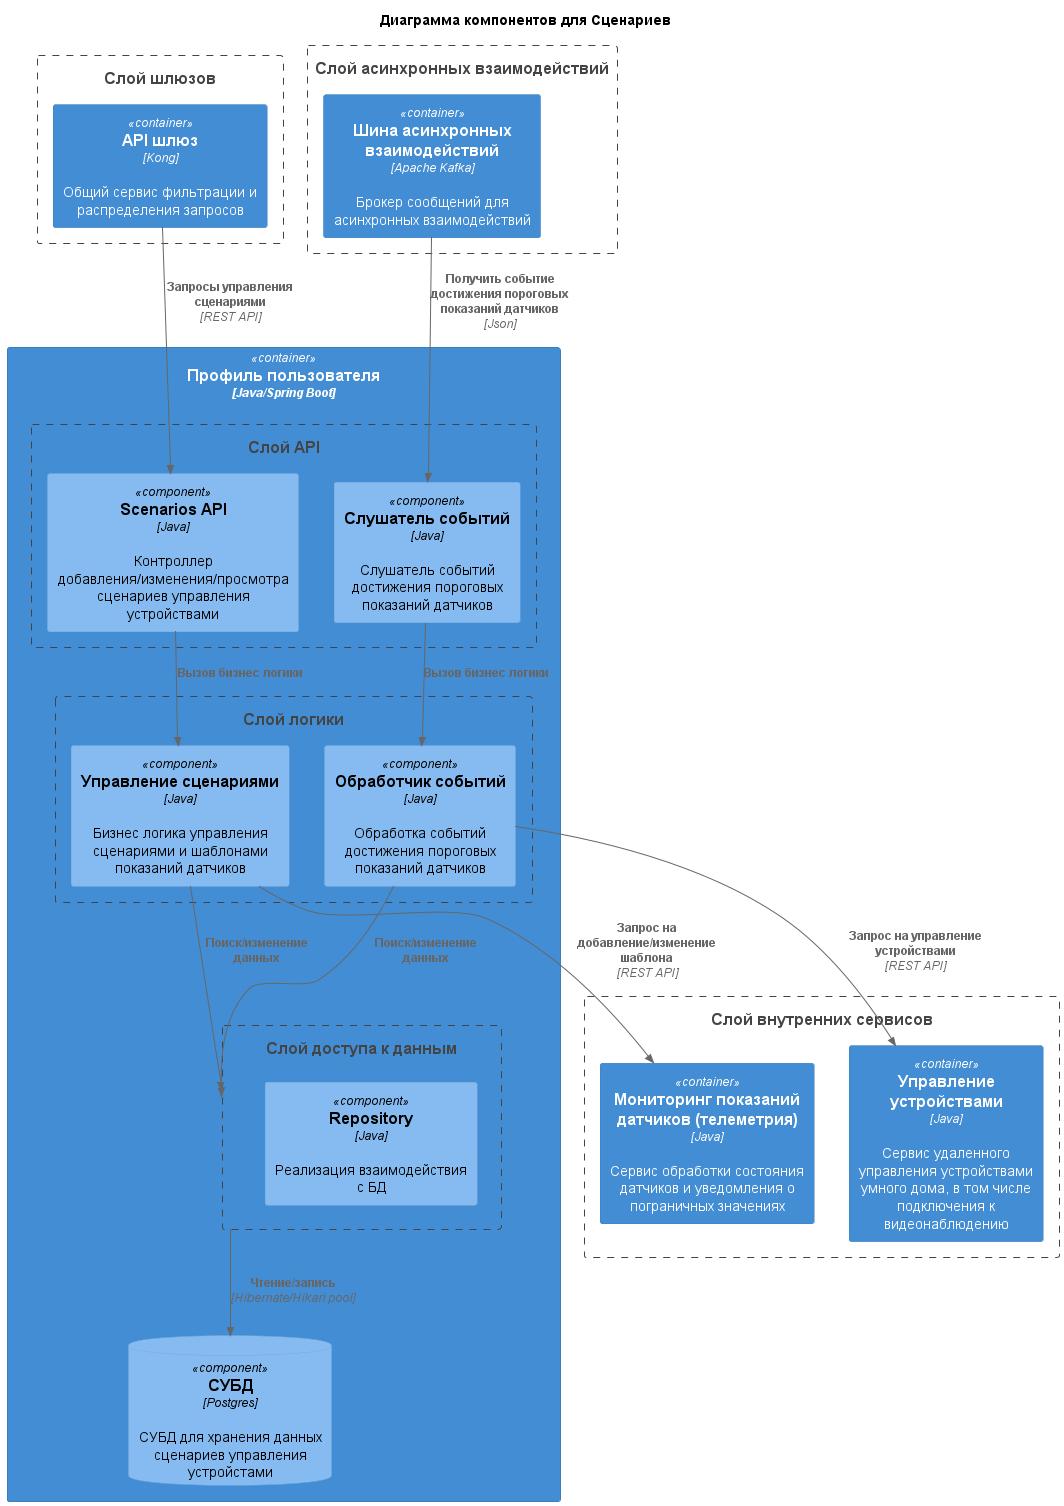 Диаграмма компонентов для Сценариев
Слой шлюзов
«container»
API шлюз
[Kong]
Общий сервис фильтрации и
распределения запросов
Слой асинхронных взаимодействий
«container»
Шина асинхронных
взаимодействий
[Apache Kafka]
Брокер сообщений для
асинхронных взаимодействий
Запросы управления
сценариями
[REST API]
Получить событие
достижения пороговых
показаний датчиков
[Json]
«container»
Профиль пользователя
[Java/Spring Boot]
Слой API
«component»
Scenarios API
[Java]
Контроллер
добавления/изменения/просмотра
сценариев управления
устройствами
«component»
Слушатель событий
[Java]
Слушатель событий
достижения пороговых
показаний датчиков
Вызов бизнес логики
Вызов бизнес логики
Слой логики
«component»
Управление сценариями
[Java]
Бизнес логика управления
сценариями и шаблонами
показаний датчиков
«component»
Обработчик событий
[Java]
Обработка событий
достижения пороговых
показаний датчиков
Поиск/изменение
данных
Поиск/изменение
данных
Запрос на
добавление/изменение
шаблона
[REST API]
Запрос на управление
устройствами
[REST API]
Слой доступа к данным
«component»
Repository
[Java]
Реализация взаимодействия
с БД
Слой внутренних сервисов
«container»
Мониторинг показаний
датчиков (телеметрия)
[Java]
Сервис обработки состояния
датчиков и уведомления о
пограничных значениях
«container»
Управление
устройствами
[Java]
Сервис удаленного
управления устройствами
умного дома, в том числе
подключения к
видеонаблюдению
Чтение/запись
[Hibernate/Hikari pool]
«component»
СУБД
[Postgres]
СУБД для хранения данных
сценариев управления
устройстами